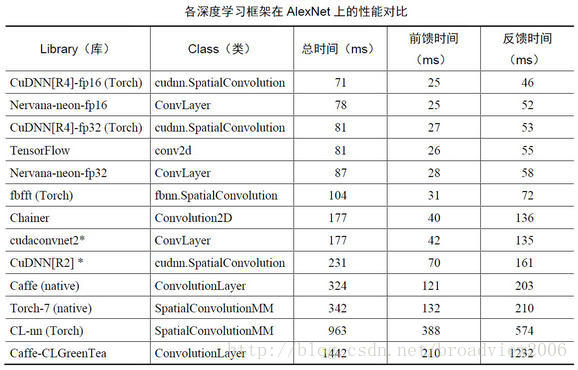 各深度学习框架在 AlexNet 上的性能对比
Library（库） Class（类） 总时间（ms） 前馈时间（ms） 反馈时间（ms）
CuDNN[R4]-fp16 (Torch) cudnn.SpatialConvolution 71 25 46
Nervana-neon-fp16 ConvLayer 78 25 52
CuDNN[R4]-fp32 (Torch) cudnn.SpatialConvolution 81 27 53
TensorFlow conv2d 81 26 55
Nervana-neon-fp32 ConvLayer 87 28 58
fbfft (Torch) fbnn.SpatialConvolution 104 31 72
Chainer Convolution2D 177 40 136
cudaconvnet2* ConvLayer 177 42 135
CuDNN[R2] * cudnn.SpatialConvolution 231 70 161
Caffe (native) ConvolutionLayer 324 121 203
Torch-7 (native) SpatialConvolutionMM 342 132 210
CL-nn (Torch) SpatialConvolutionMM 963 388 574
Caffe-CLGreenTea ConvolutionLayer 1442 210 1232
http://blog.csdn.net/broadview2006